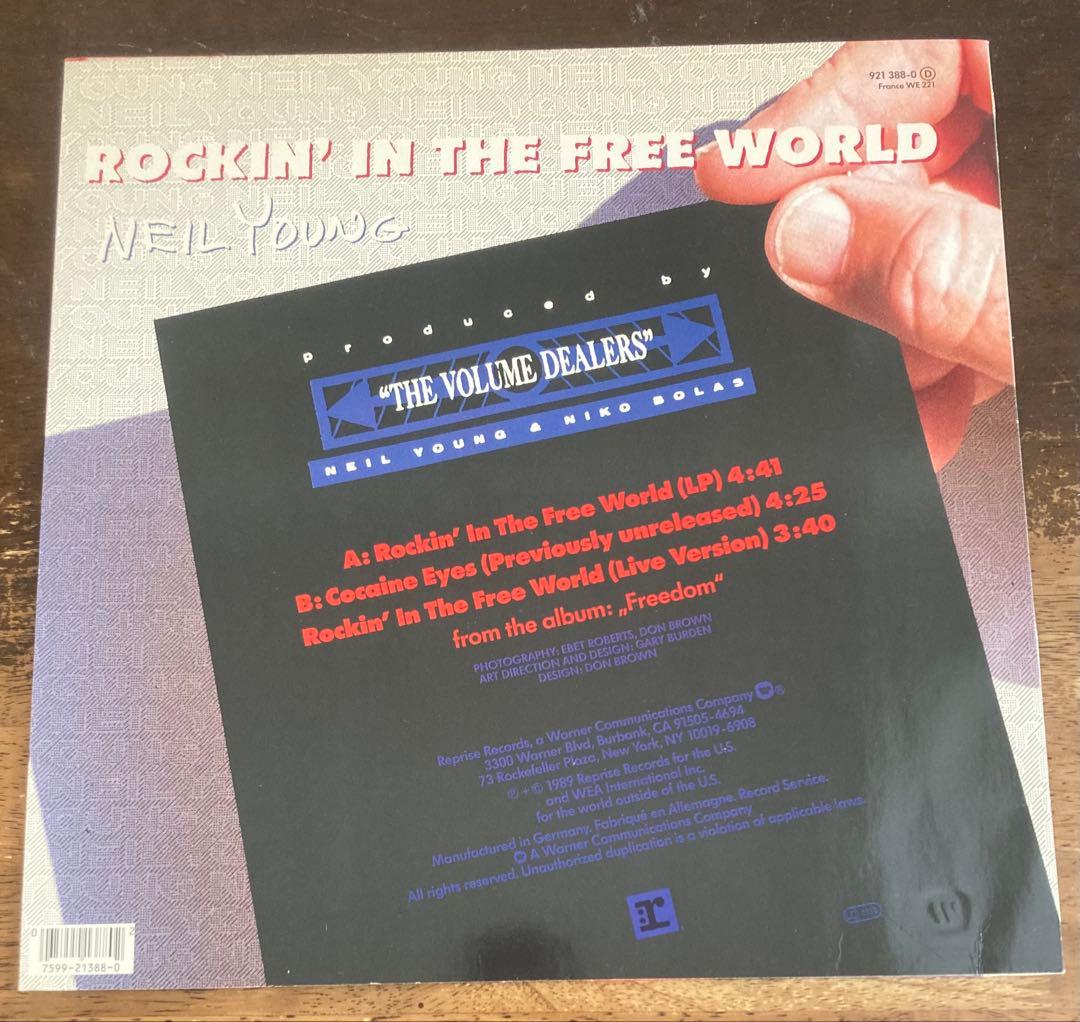 921 388-0 D
France WE 221
ROCKIN' IN THE FREE WORLD
NEIL YOUNG
produced by
"THE VOLUME DEALERS"
NEIL YOUNG & NIKO BOLAS
A: Rockin' In The Free World (LP) 4:41
B: Cocaine Eyes (Previously unreleased) 4:25
Rockin' In The Free World (Live Version) 3:40
from the album: „Freedom“
PHOTOGRAPHY: EBET ROBERTS, DON BROWN
ART DIRECTION AND DESIGN: GARY BURDEN
DESIGN: DON BROWN
Reprise Records, a Warner Communications Company ®
3300 Warner Blvd, Burbank, CA 91505-4694
73 Rockefeller Plaza, New York, NY 10019-6908
℗ + © 1989 Reprise Records for the U.S.
and WEA International Inc.
for the world outside of the U.S.
Manufactured in Germany. Fabriqué en Allemagne. Record Service.
A Warner Communications Company
All rights reserved. Unauthorized duplication is a violation of applicable laws.
:r
0 2
7599-21388-0